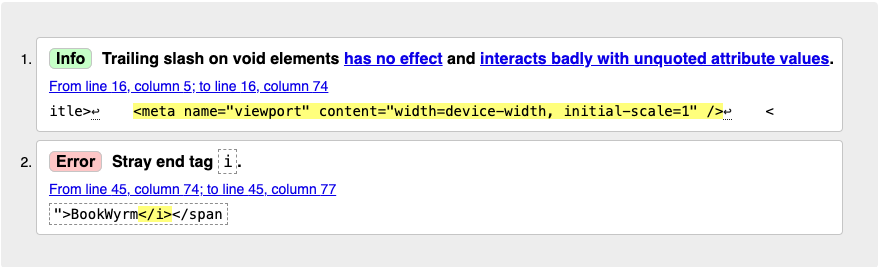 1. Info Trailing slash on void elements has no effect and interacts badly with unquoted attribute values.
From line 16, column 5; to line 16, column 74
itle>↩ <meta name="viewport" content="width=device-width, initial-scale=1" />↩ <
2. Error Stray end tag i.
From line 45, column 74; to line 45, column 77
">BookWyrm</i></span